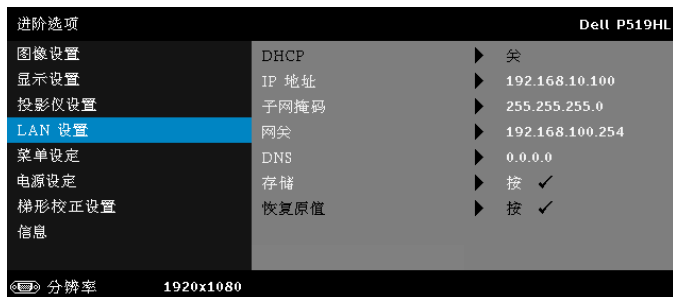 进阶选项 Dell P519HL
图像设置 DHCP 关
显示设置 IP 地址 192.168.10.100
投影仪设置 子网掩码 255.255.255.0
LAN 设置 网关 192.168.100.254
菜单设定 DNS 0.0.0.0
电源设定 存储 按 ✓
梯形校正设置 恢复原值 按 ✓
信息
分辨率 1920x1080